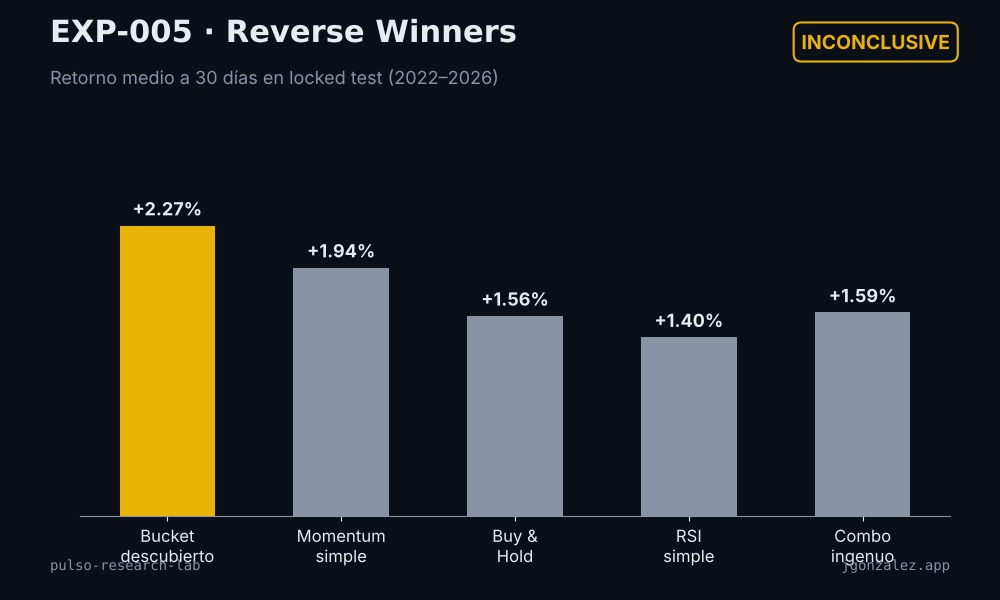 EXP-005 · Reverse Winners
INCONCLUSIVE
Retorno medio a 30 días en locked test (2022–2026)
+2.27%
+1.94%
+1.56%
+1.40%
+1.59%
Bucket
descubierto
Momentum
simple
Buy &
Hold
RSI
simple
Combo
ingenuo
pulso-research-lab
jgonzalez.app